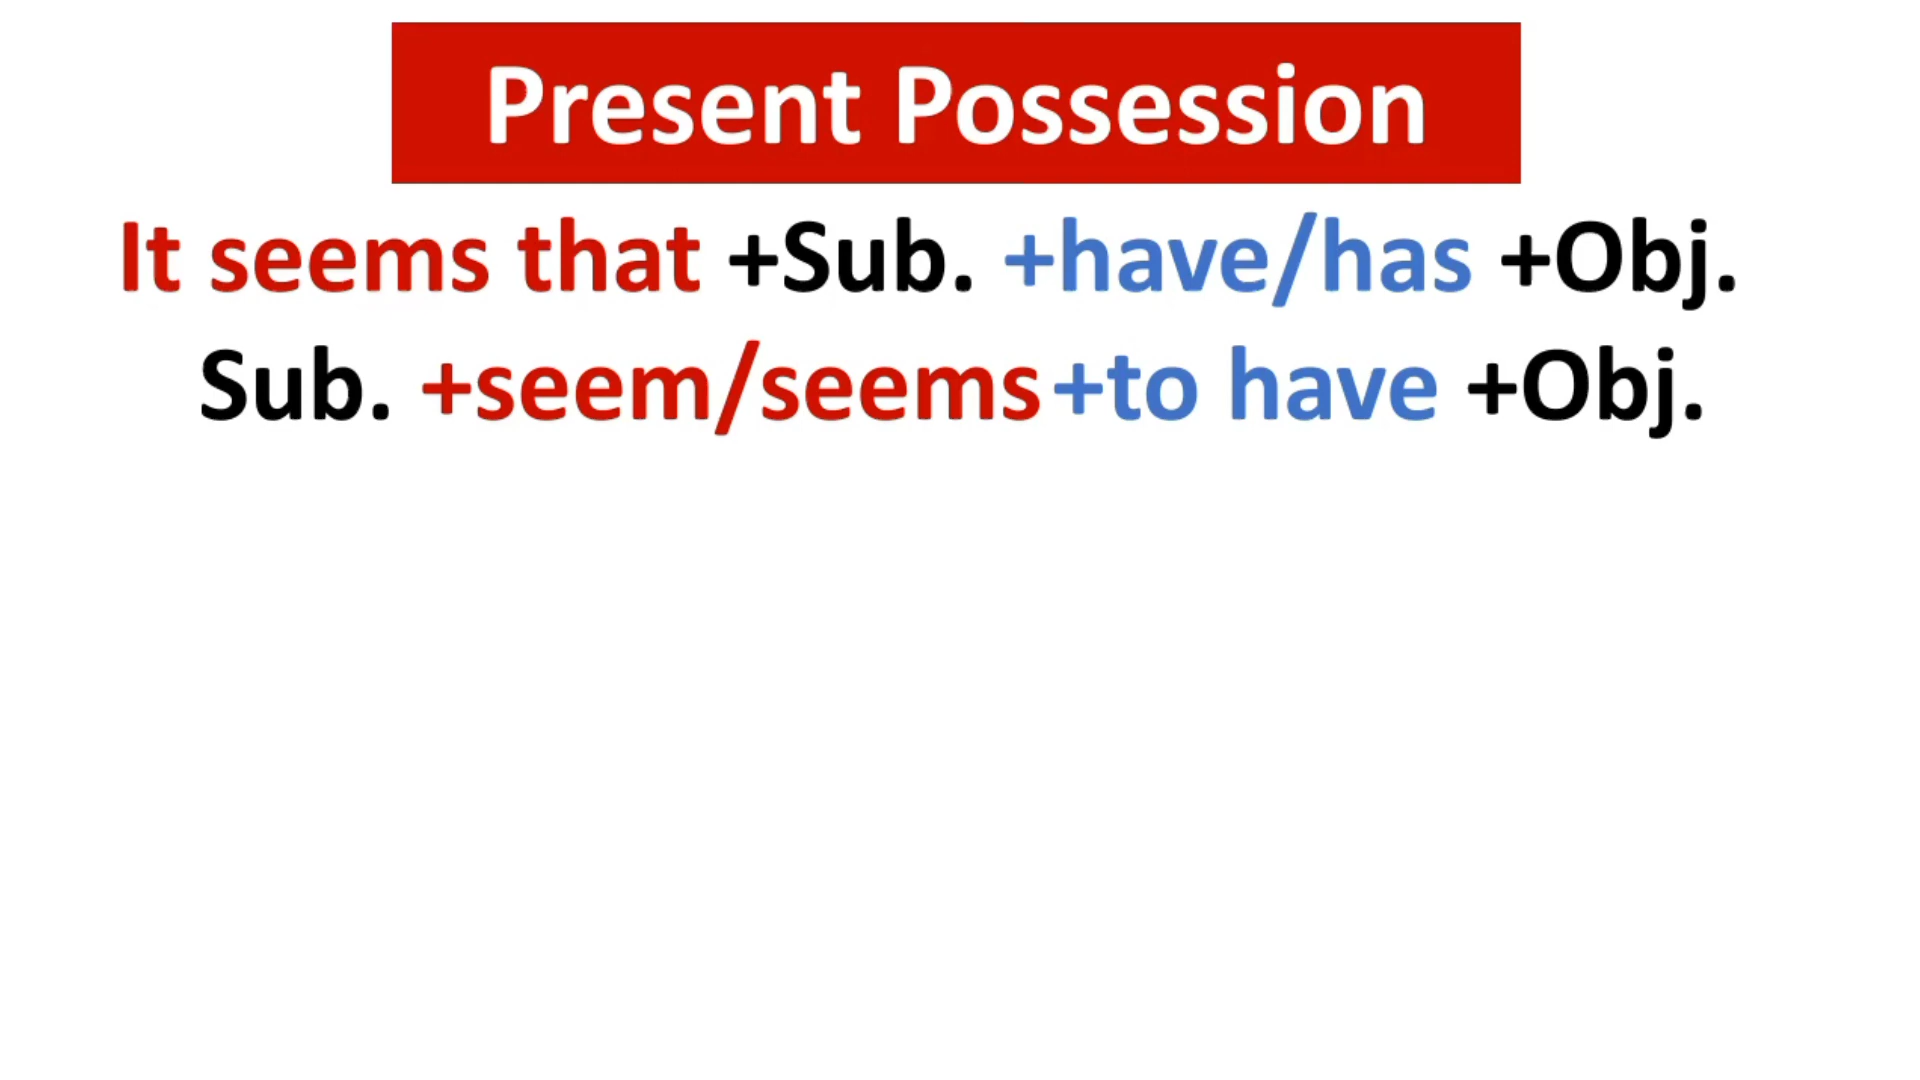 Present Possession
It seems that +Sub. +have/has +Obj.
Sub. +seem/seems +to have +Obj.